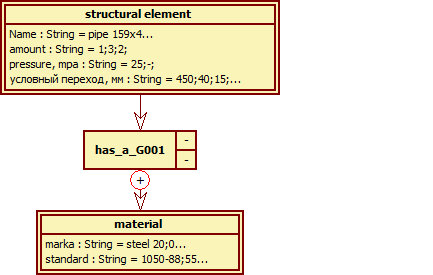 structural element
Name : String = pipe 159x4...
amount : String = 1;3;2;
pressure, mpa : String = 25;-;
условный переход, мм : String = 450;40;15;...
has_a_G001
-
-
+
material
marka : String = steel 20;0...
standard : String = 1050-88;55...